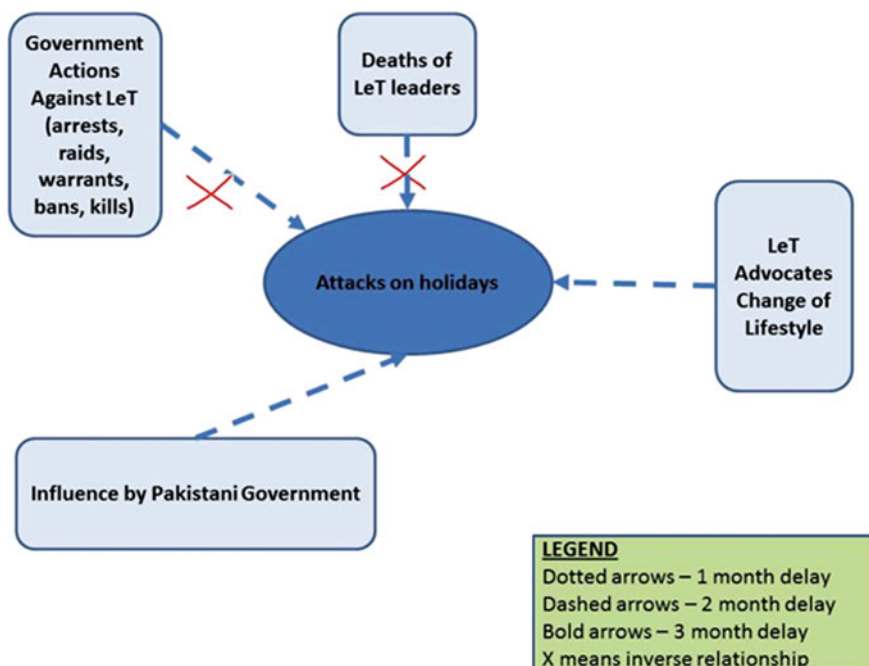 Government
Actions
Against LeT
(arrests,
raids,
warrants,
bans, kills)
Deaths of
LeT leaders
LeT
Advocates
Change of
Lifestyle
Attacks on holidays
Influence by Pakistani Government
LEGEND
Dotted arrows – 1 month delay
Dashed arrows – 2 month delay
Bold arrows – 3 month delay
X means inverse relationship